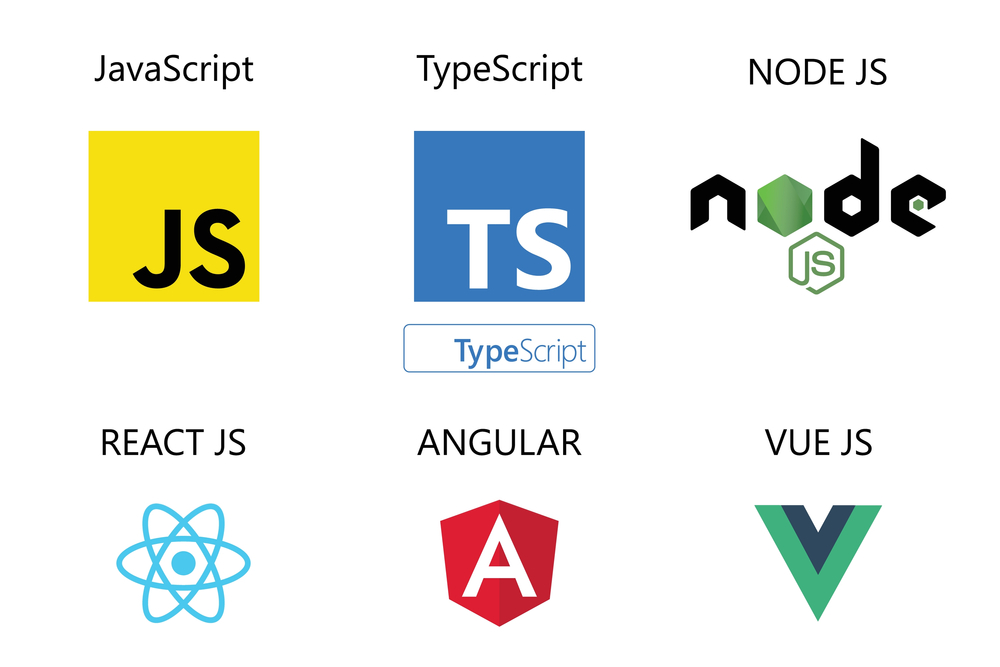 JavaScript
TypeScript
NODE JS
JS
TS
node
JS
TypeScript
REACT JS
ANGULAR
VUE JS
A